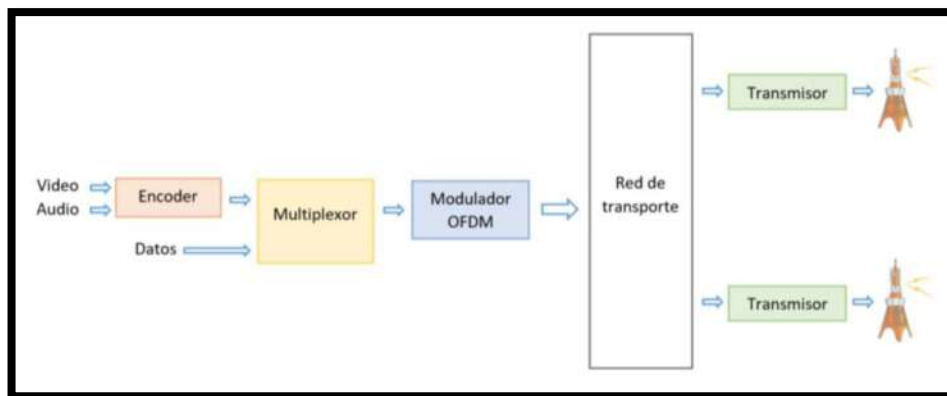 Video
Audio
Encoder
Datos
Multiplexor
Modulador
OFDM
Red de
transporte
Transmisor
Transmisor